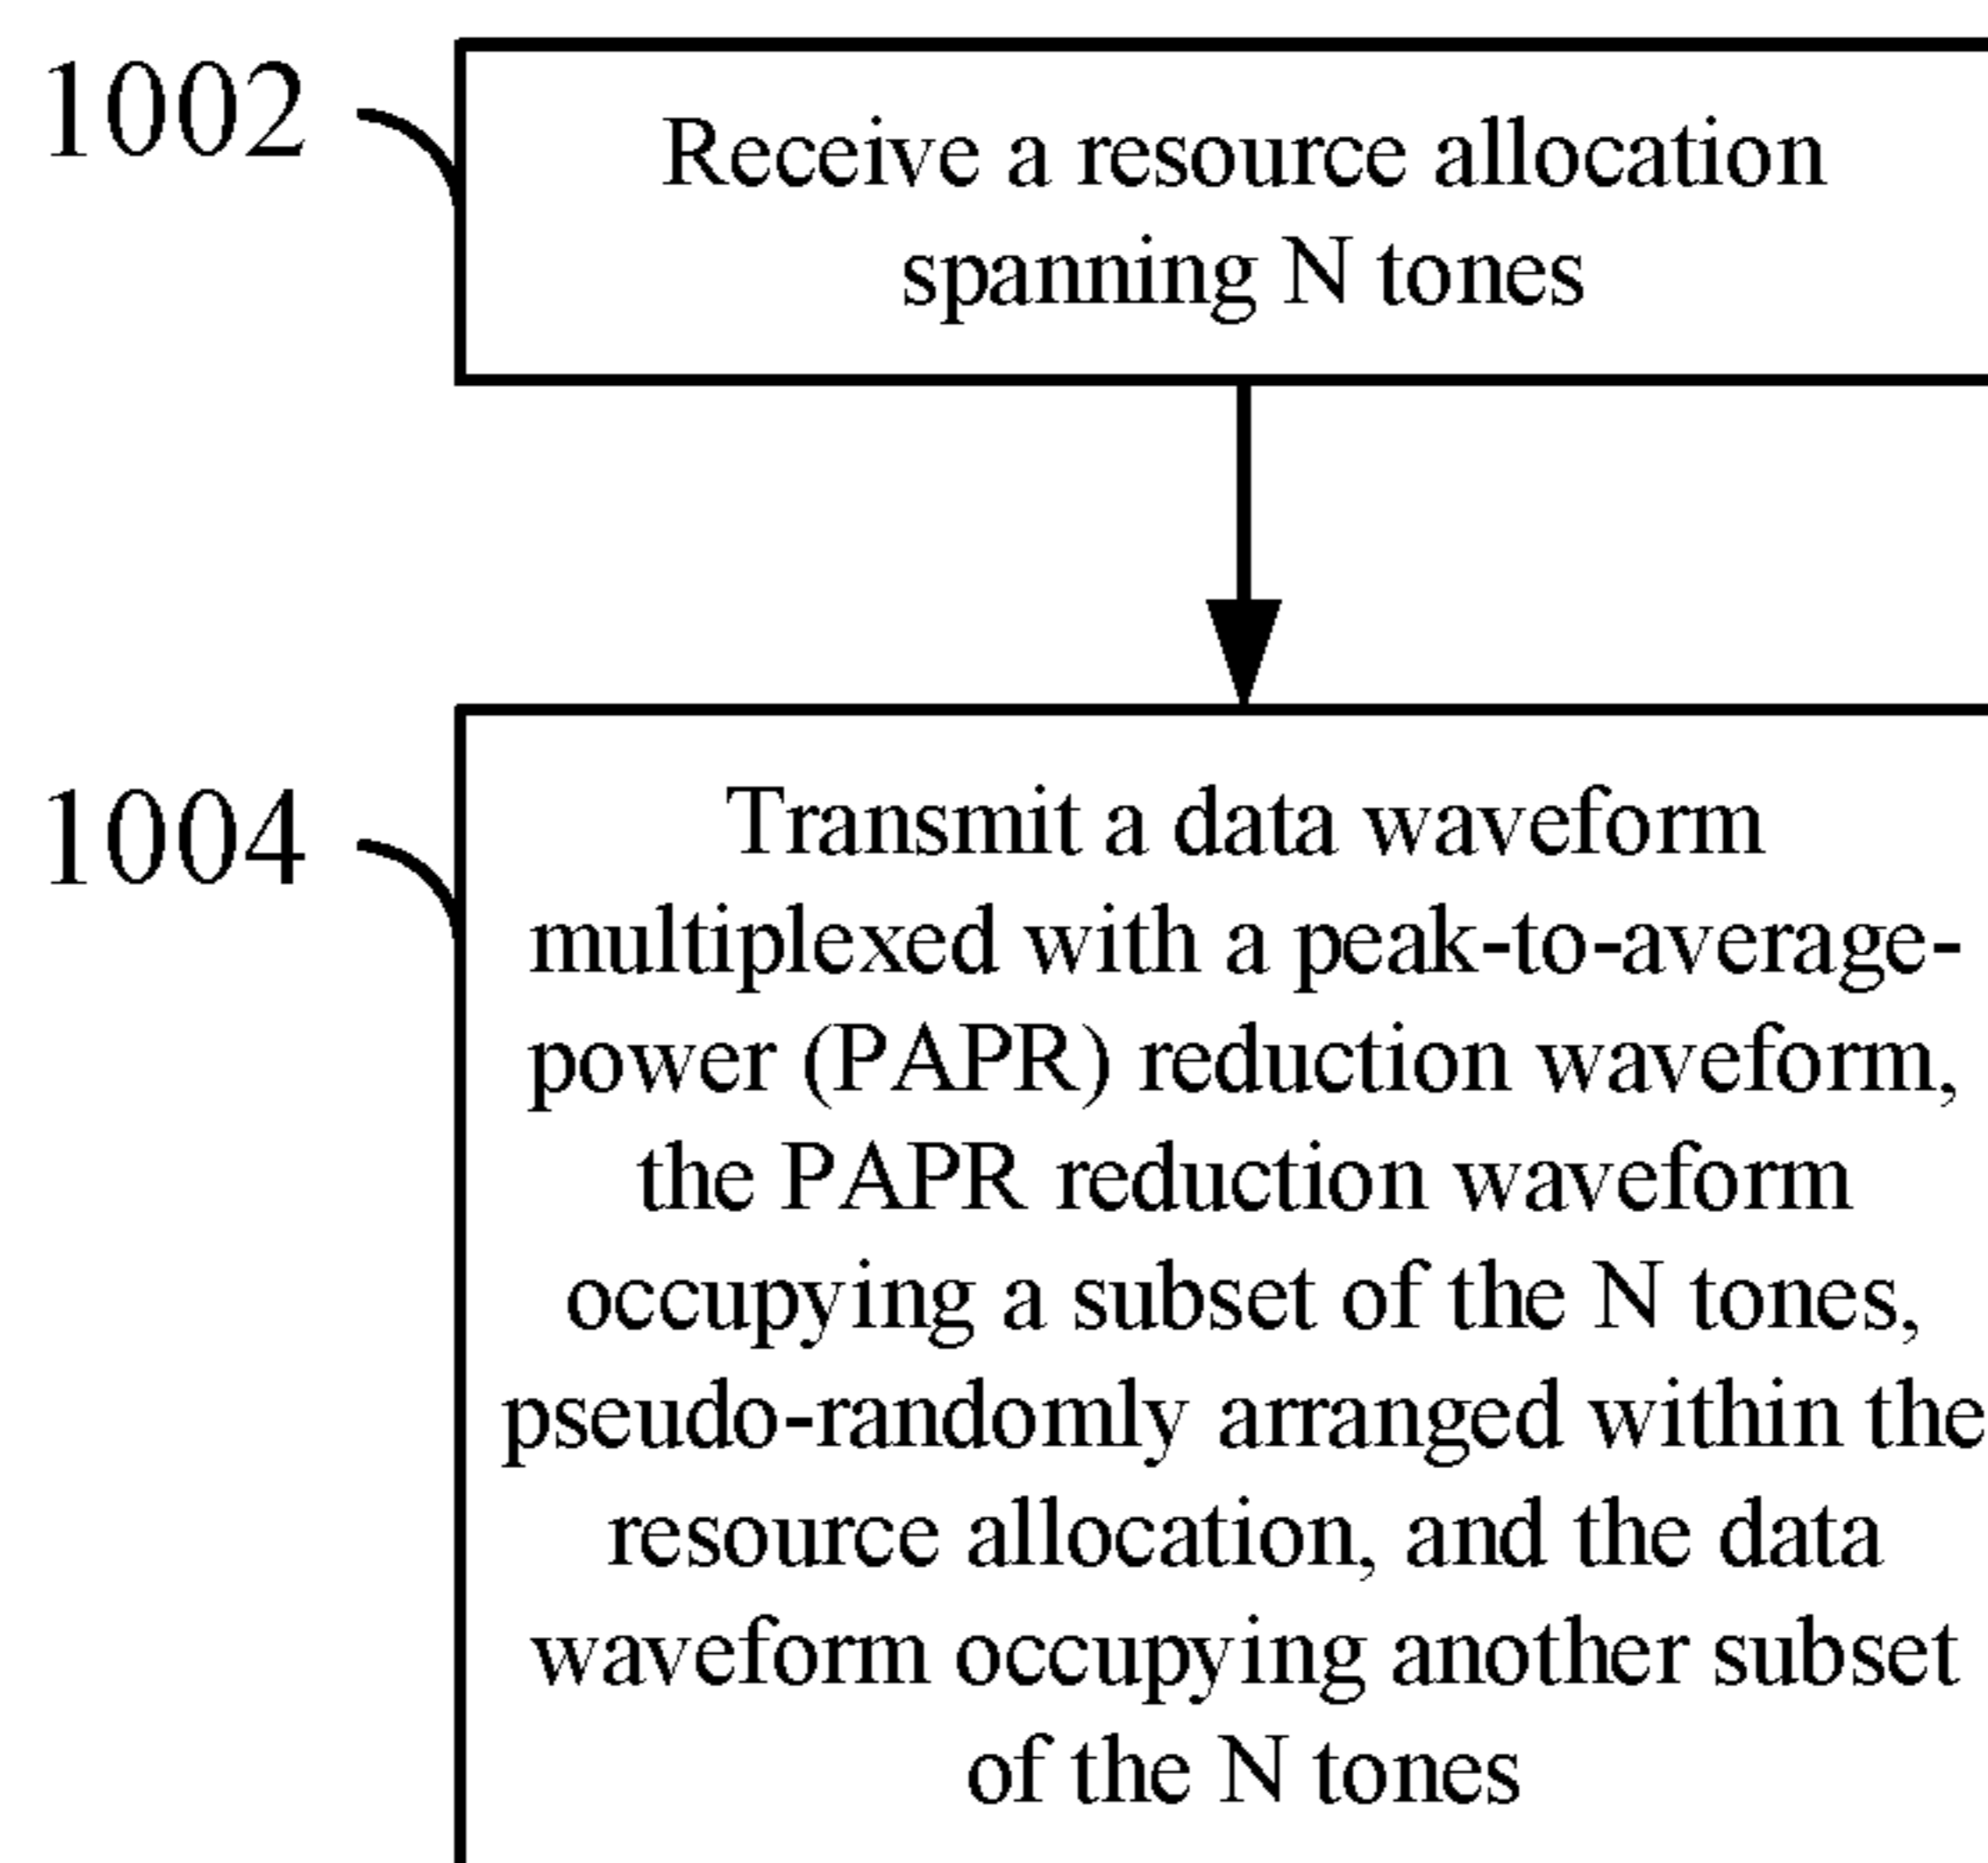 1002
Receive a resource allocation
spanning N tones
1004
Transmit a data waveform
multiplexed with a peak-to-average-
power (PAPR) reduction waveform,
the PAPR reduction waveform
occupying a subset of the N tones,
pseudo-randomly arranged within the
resource allocation, and the data
waveform occupying another subset
of the N tones